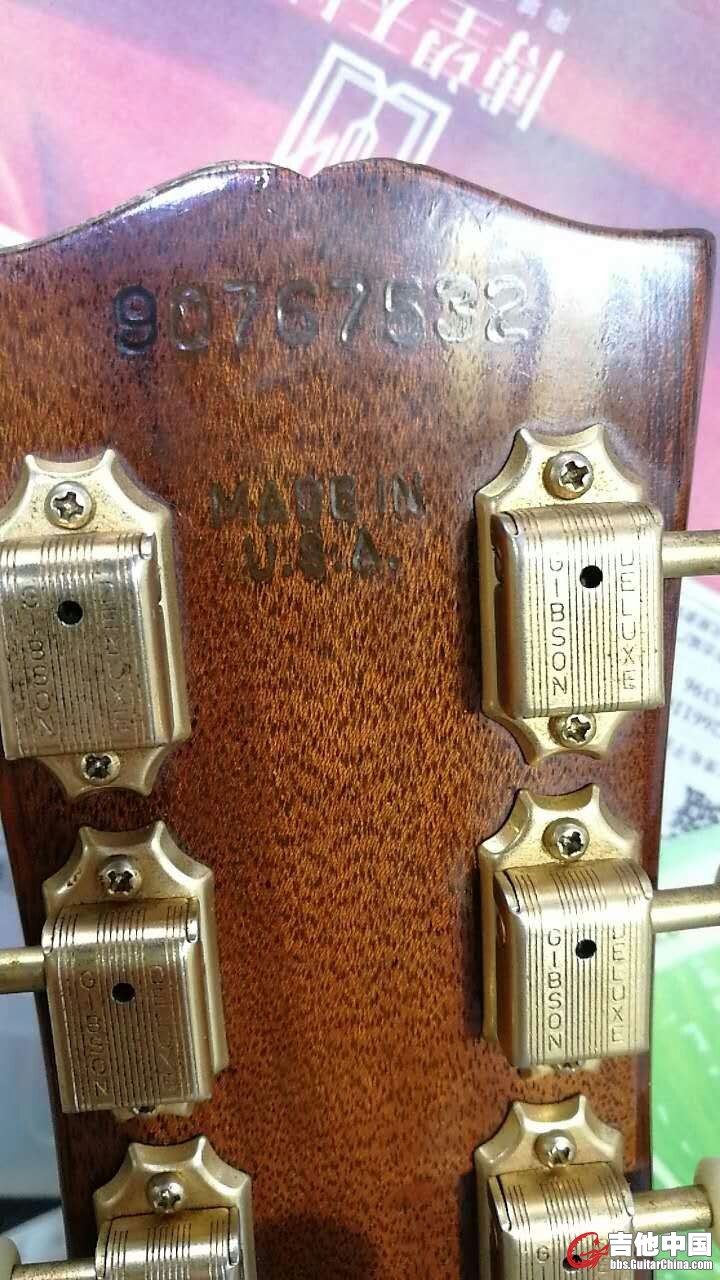 90767532
MADE IN
U.S.A.
GIBSON
DELUXE
GIBSON
DELUXE
GIBSON
DELUXE
GIBSON
DELUXE
吉他中国
bbs.GuitarChina.com